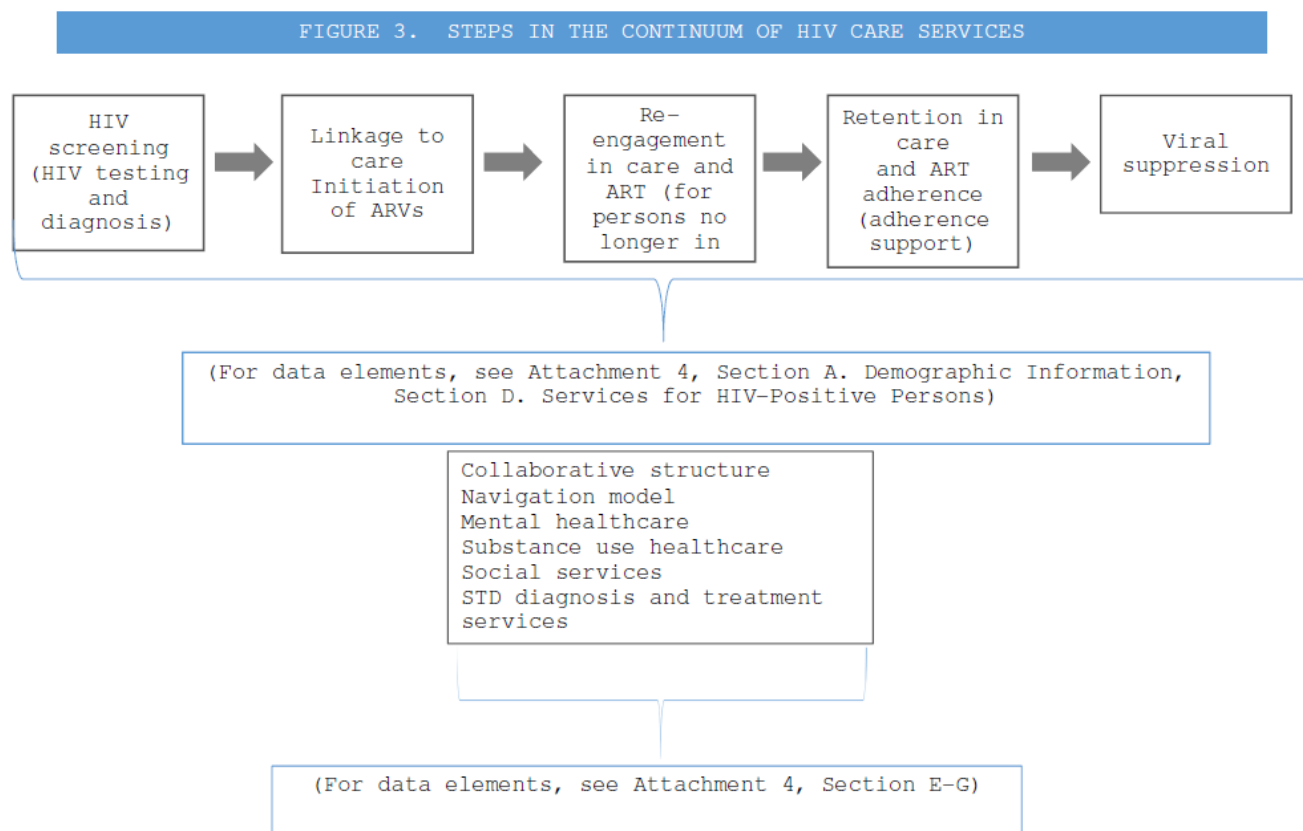 FIGURE 3. STEPS IN THE CONTINUUM OF HIV CARE SERVICES
HIV
screening
(HIV testing
and
diagnosis)
Linkage to
care
Initiation
of ARVs
Re-
engagement
in care and
ART (for
persons no
longer in
Retention in
care
and ART
adherence
(adherence
support)
Viral
suppression
(For data elements, see Attachment 4, Section A. Demographic Information,
Section D. Services for HIV-Positive Persons)
Collaborative structure
Navigation model
Mental healthcare
Substance use healthcare
Social services
STD diagnosis and treatment
services
(For data elements, see Attachment 4, Section E-G)